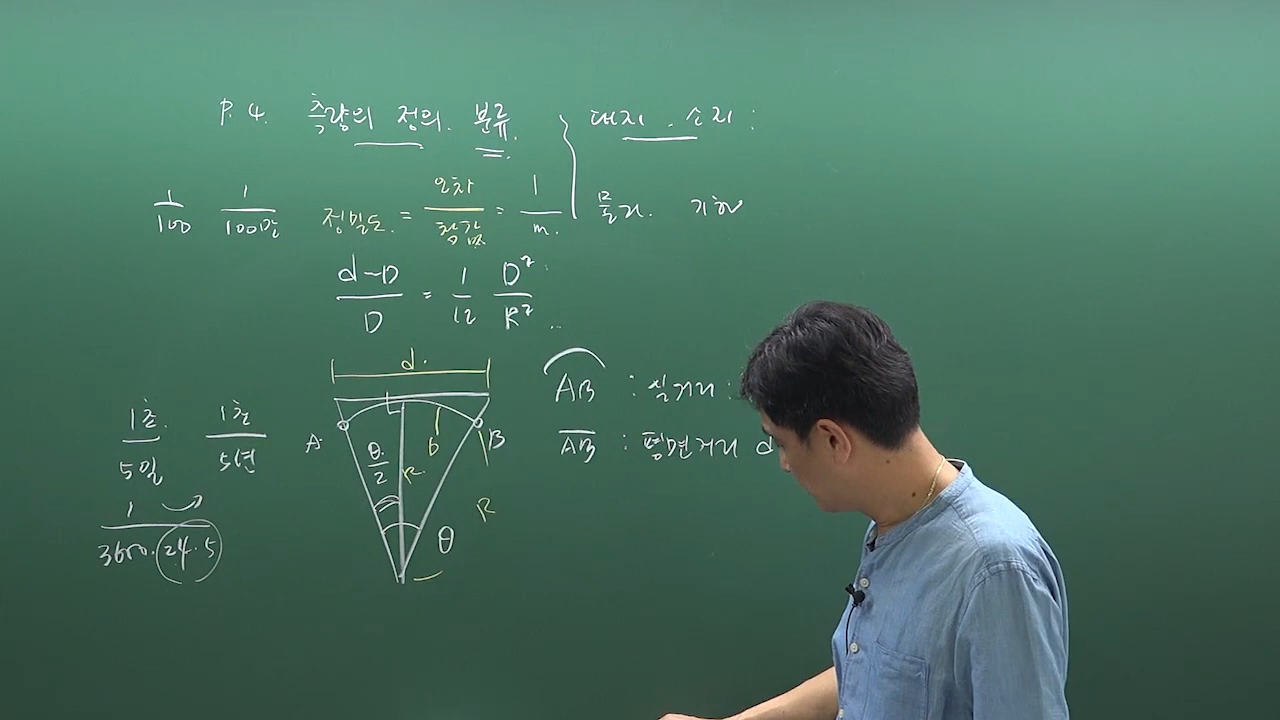 P. 4. 측량의 정의. 분류. 대지 . 소지 :
1/100 1/100만 정밀도. = 오차/참값 = 1/m. 물리. 기하
d-D/D = 1/12 D²/R²
d.
AB : 실거리 :
1초/5일 1초/5년 A θ/2 R D B AB : 평면거리 d
R
1/3600.24.5 θ